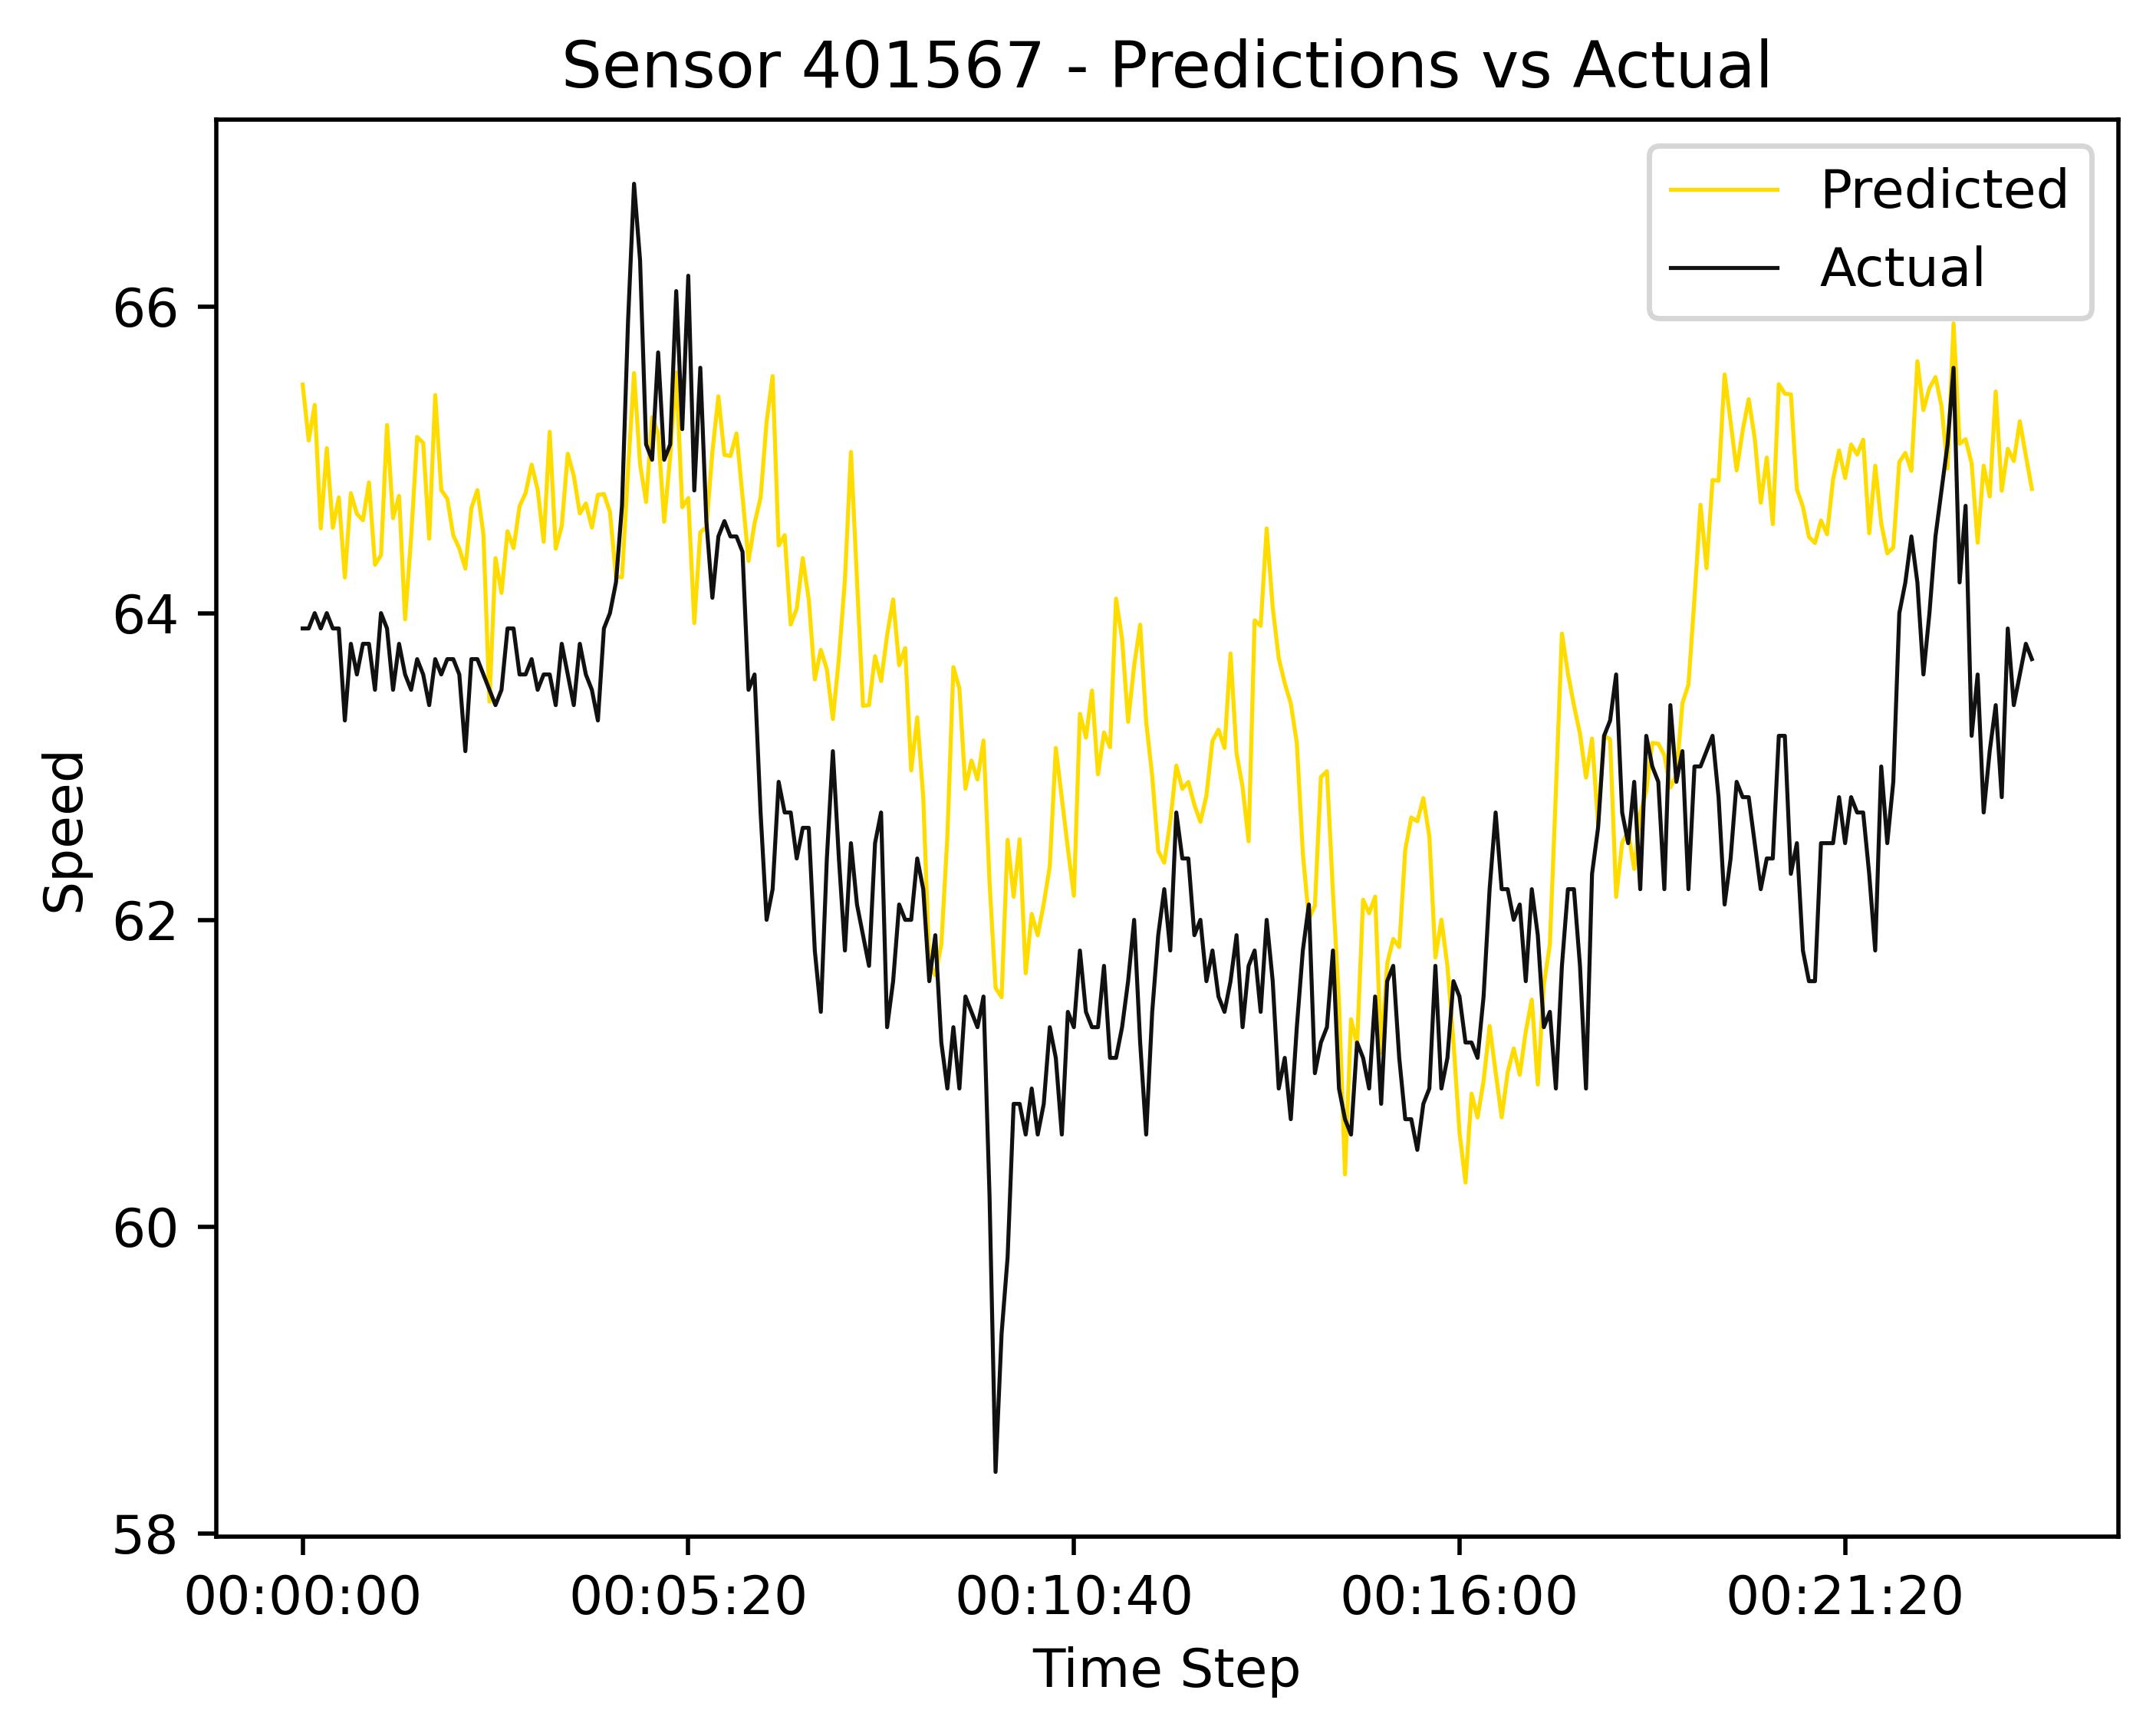 Sensor 401567 - Predictions vs Actual
Predicted
Actual
66
64
62
60
58
Speed
00:00:00 00:05:20 00:10:40 00:16:00 00:21:20
Time Step